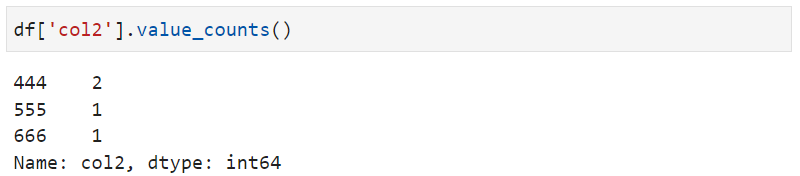 df['col2'].value_counts()
444    2
555    1
666    1
Name: col2, dtype: int64